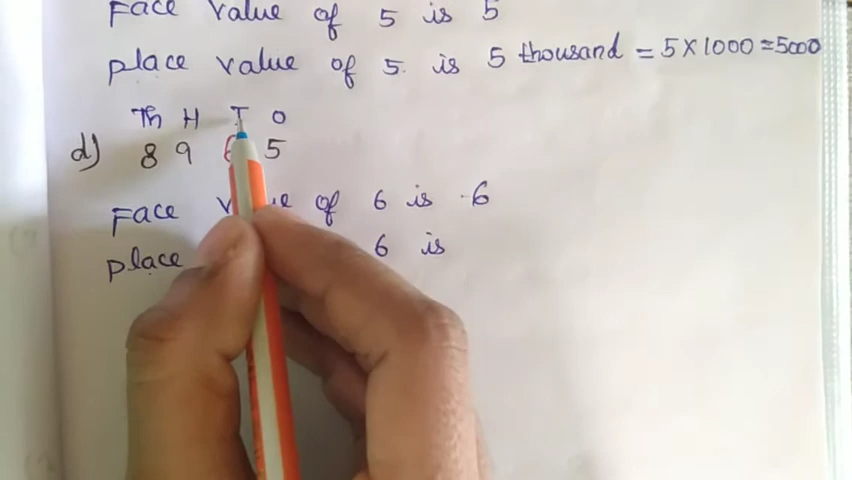 Face value of 5 is 5
place value of 5 is 5 thousand = 5×1000 = 5000
Th H T O
d) 8 9 6 5
Face of 6 is 6
place 6 is